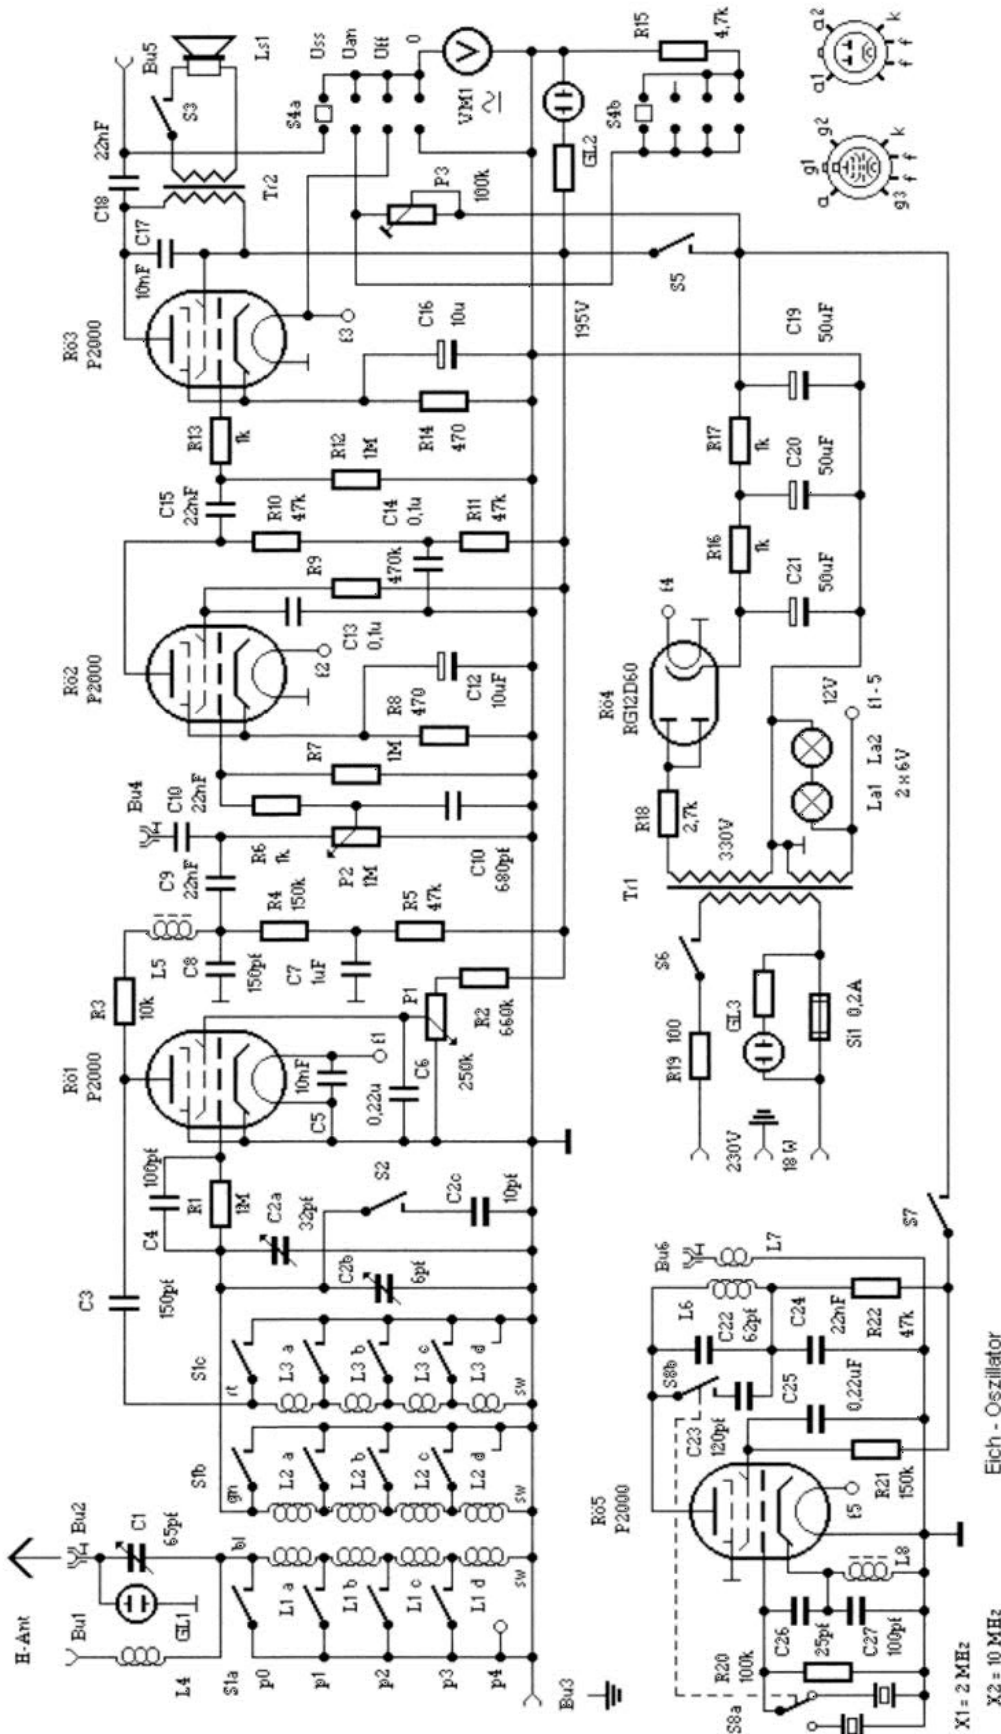 H-Ant
Bu1
Bu2
C1
65pf
GL1
L4
S1a
p0
p1
p2
p3
p4
bl
L1 a
L1 b
L1 c
L1 d
sw
Bu3
S1b
gn
L2 a
L2 b
L2 c
L2 d
sw
S1c
rt
L3 a
L3 b
L3 c
L3 d
sw
C3
150pf
C4
100pf
R1
1M
C2a
32pf
C2b
6pf
S2
C2c
10pf
Rö1
P2000
R3
10k
10nF
C5
f1
0,22u
C6
P1
250k
R2
660k
L5
C8
150pf
C7
1uF
R4
150k
R5
47k
C9
22nF
Bu4
C10
22nF
R6
1k
P2
1M
C10
680pf
R7
1M
Rö2
P2000
f2
R8
470
C12
10uF
C13
0,1u
R9
470k
C14
0,1u
R10
47k
R11
47k
C15
22nF
R12
1M
R13
1k
Rö3
P2000
f3
R14
470
C16
10u
10nF
C17
C18
22nF
Tr2
Bu5
S3
Ls1
S4a
Uss
Uan
Uff
0
VM1
P3
100k
GL2
S4b
R15
4,7k
195V
S5
a1
a2
k
f
f
a
g1
g2
k
f
f
g3
230V
18 W
R19
100
S6
GL3
Si1 0,2A
Tr1
330V
R18
2,7k
Rö4
RG12D60
f4
La1 La2
2 x 6V
12V
f1 - 5
R16
1k
R17
1k
C21
50uF
C20
50uF
C19
50uF
S7
Rö5
P2000
f5
S8a
S8b
R20
100k
C26
25pf
C27
100pf
L8
R21
150k
C23
120pf
C25
0,22uF
L6
C22
62pf
C24
22nF
R22
47k
Bu6
L7
X1 = 2 MHz
X2 = 10 MHz
Eich - Oszillator